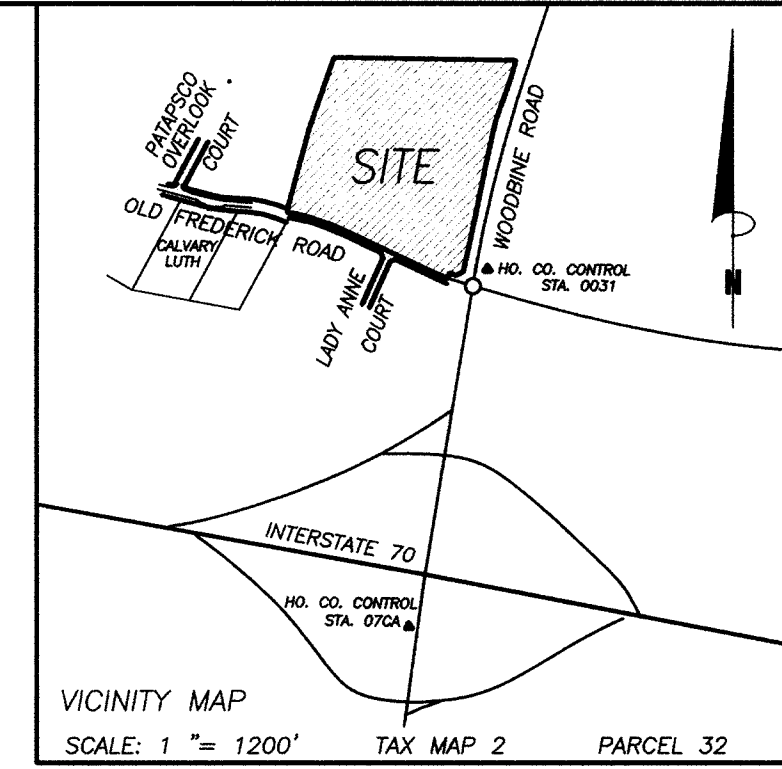 PATAPSCO
OVERLOOK
COURT
SITE
WOODBINE ROAD
OLD FREDERICK ROAD
CALVARY
LUTH
LADY ANNE
COURT
HO. CO. CONTROL
STA. 0031
N
INTERSTATE 70
HO. CO. CONTROL
STA. 07CA
VICINITY MAP
SCALE: 1 "= 1200' TAX MAP 2 PARCEL 32